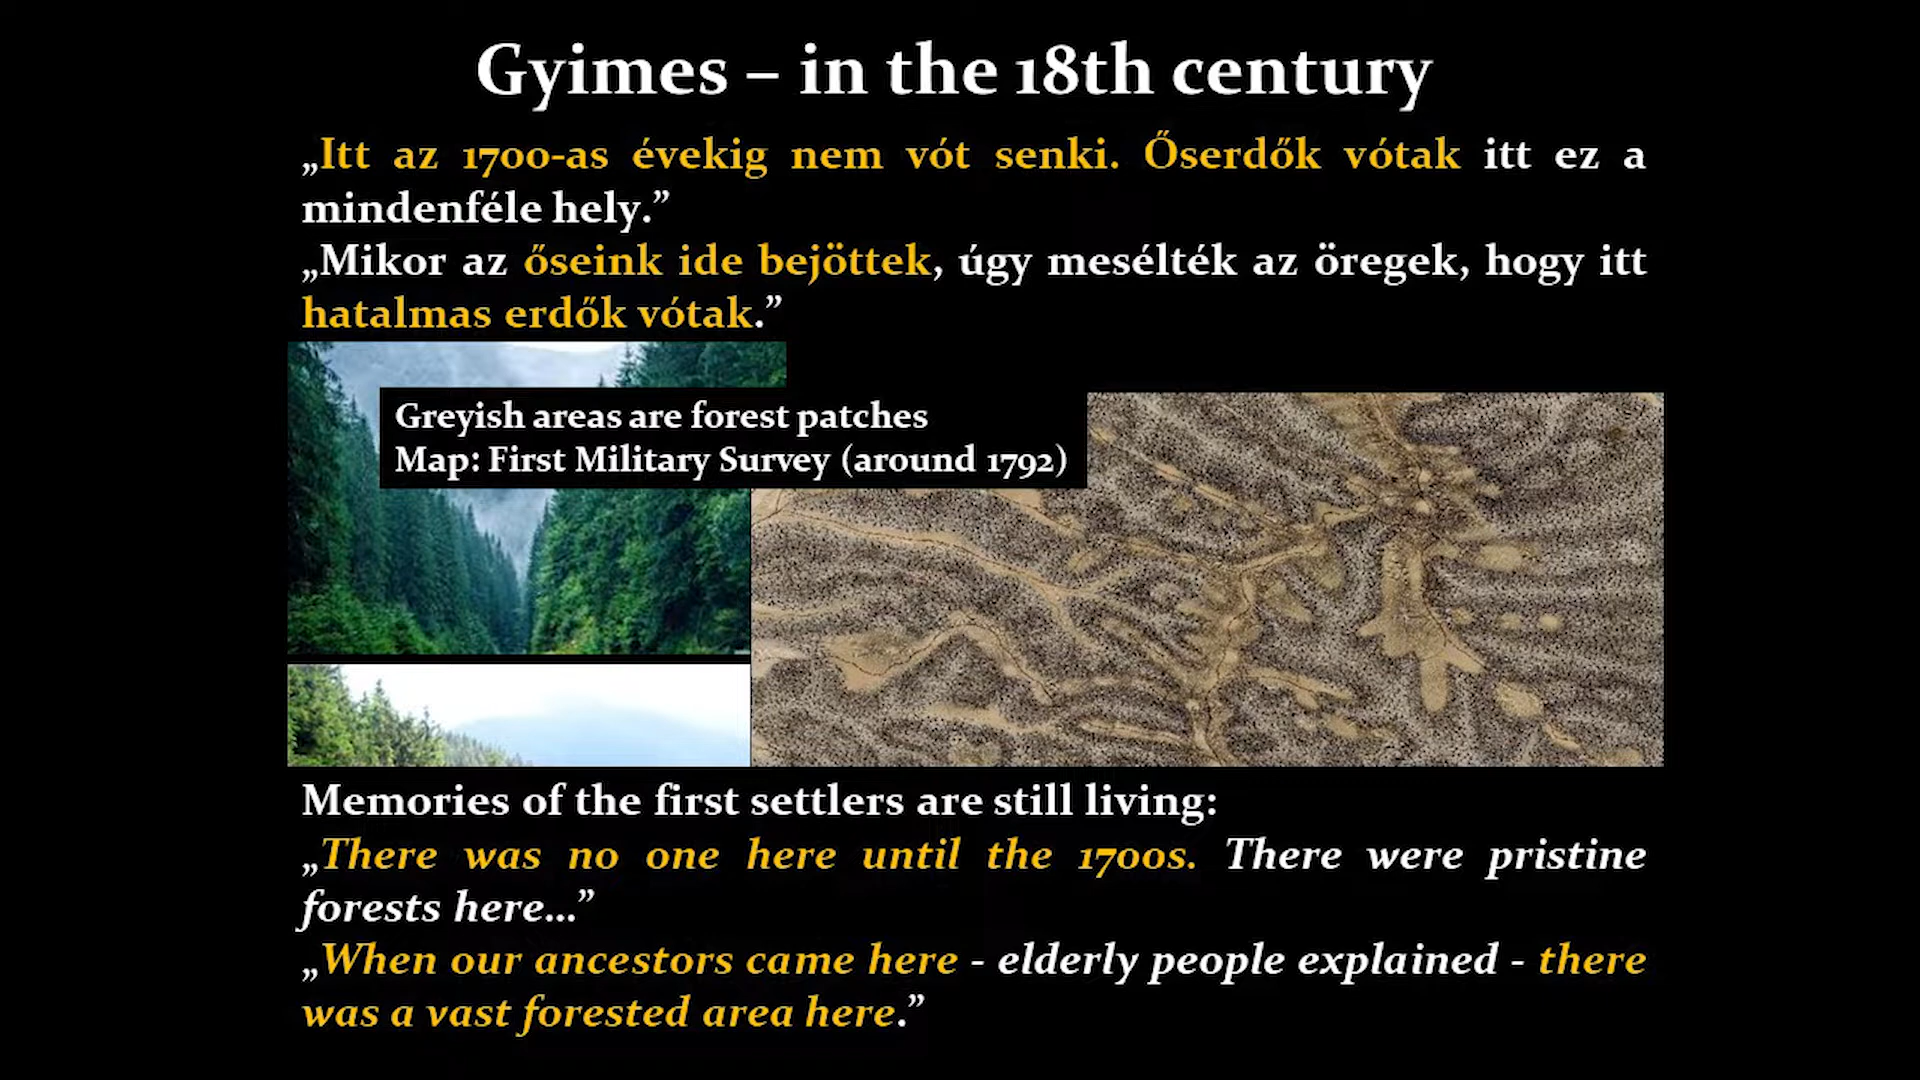 Gyimes – in the 18th century
„Itt az 1700-as évekig nem vót senki. Őserdők vótak itt ez a
mindenféle hely.”
„Mikor az őseink ide bejöttek, úgy mesélték az öregek, hogy itt
hatalmas erdők vótak.”
Greyish areas are forest patches
Map: First Military Survey (around 1792)
Memories of the first settlers are still living:
„There was no one here until the 1700s. There were pristine
forests here...”
„When our ancestors came here - elderly people explained - there
was a vast forested area here.”